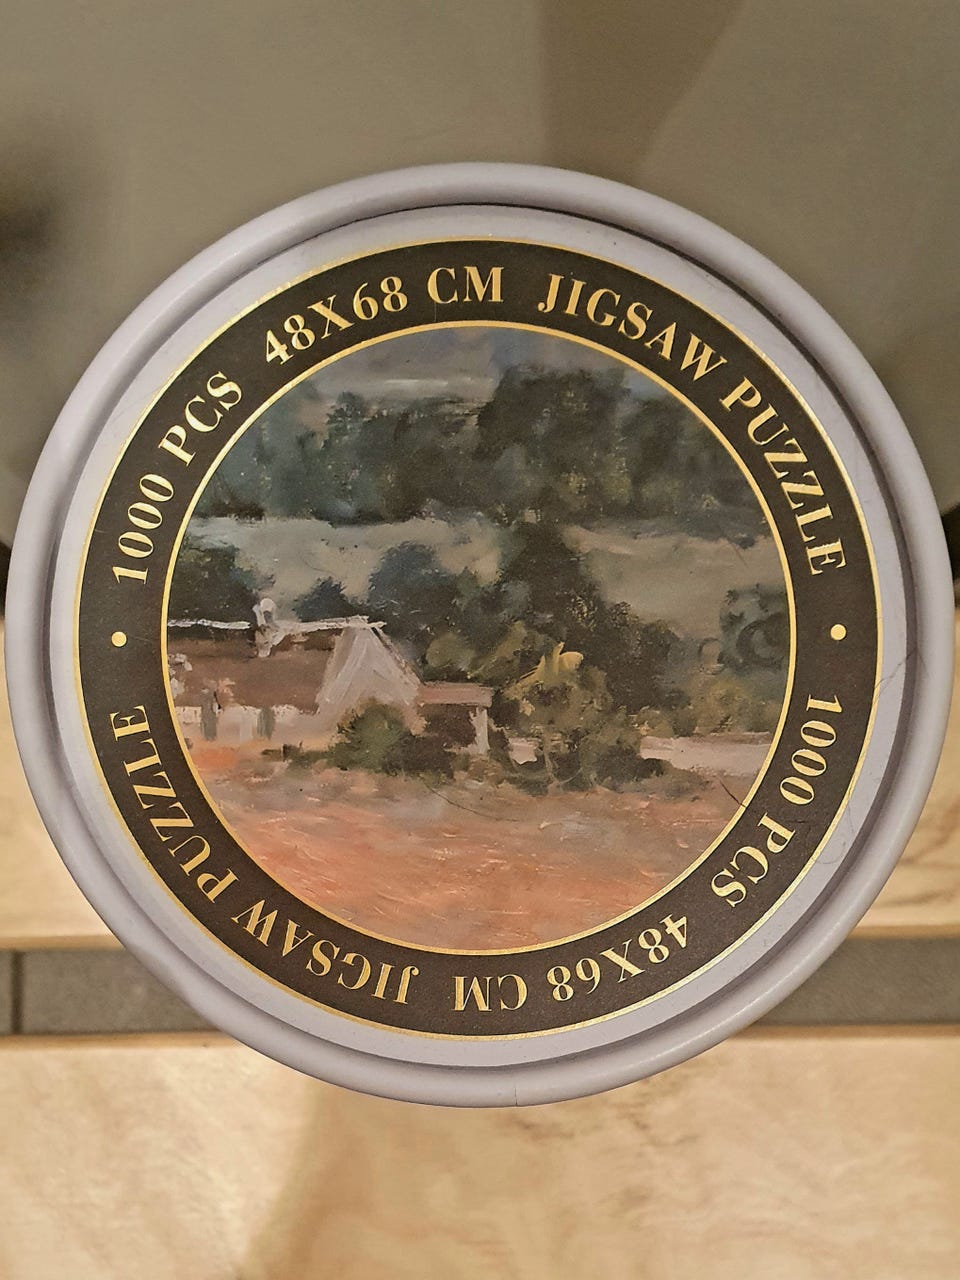 1000 PCS 48X68 CM JIGSAW PUZZLE
• 1000 PCS 48X68 CM JIGSAW PUZZLE •